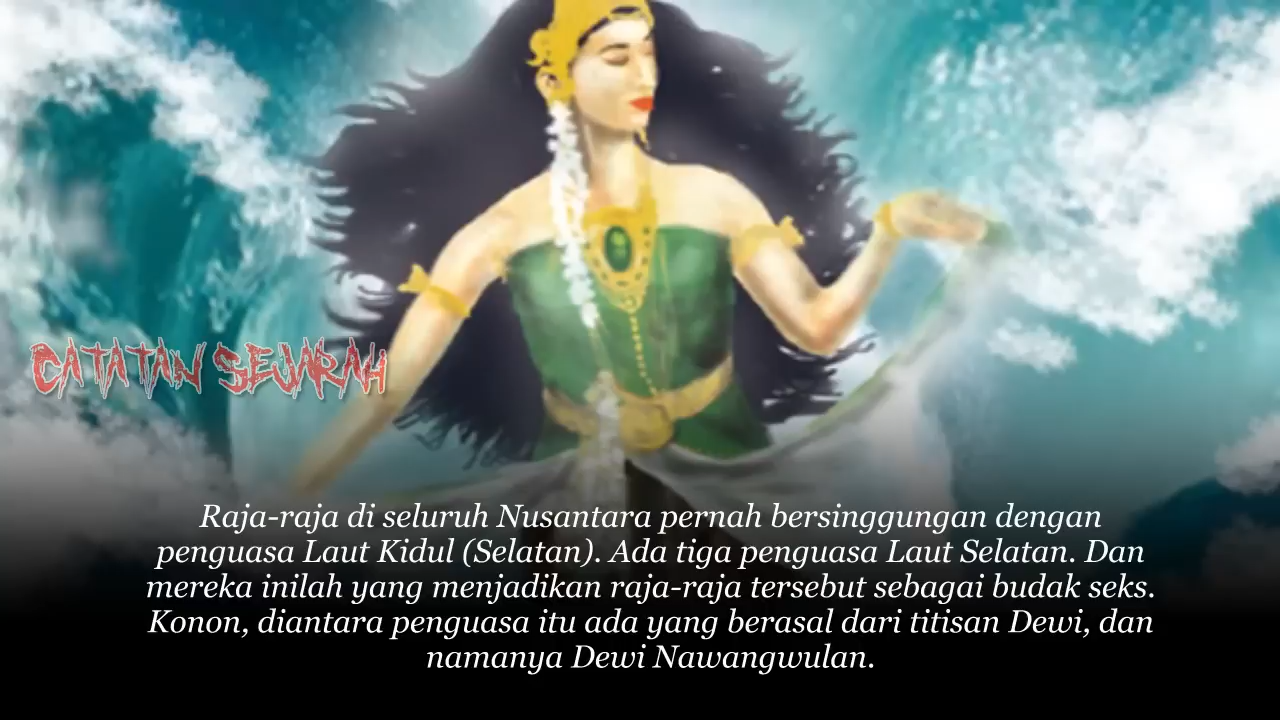 CATATAN SEJARAH
Raja-raja di seluruh Nusantara pernah bersinggungan dengan
penguasa Laut Kidul (Selatan). Ada tiga penguasa Laut Selatan. Dan
mereka inilah yang menjadikan raja-raja tersebut sebagai budak seks.
Konon, diantara penguasa itu ada yang berasal dari titisan Dewi, dan
namanya Dewi Nawangwulan.